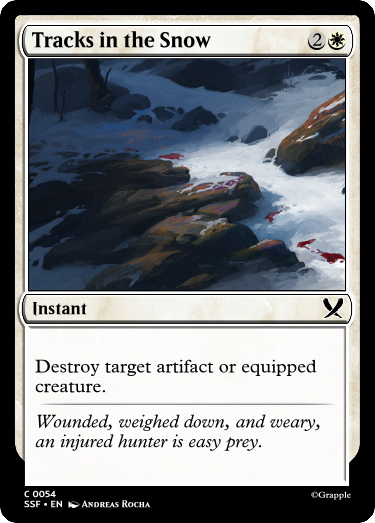 Tracks in the Snow 2
Instant
Destroy target artifact or equipped
creature.
Wounded, weighed down, and weary,
an injured hunter is easy prey.
C 0054
SSF • EN Andreas Rocha
©Grapple